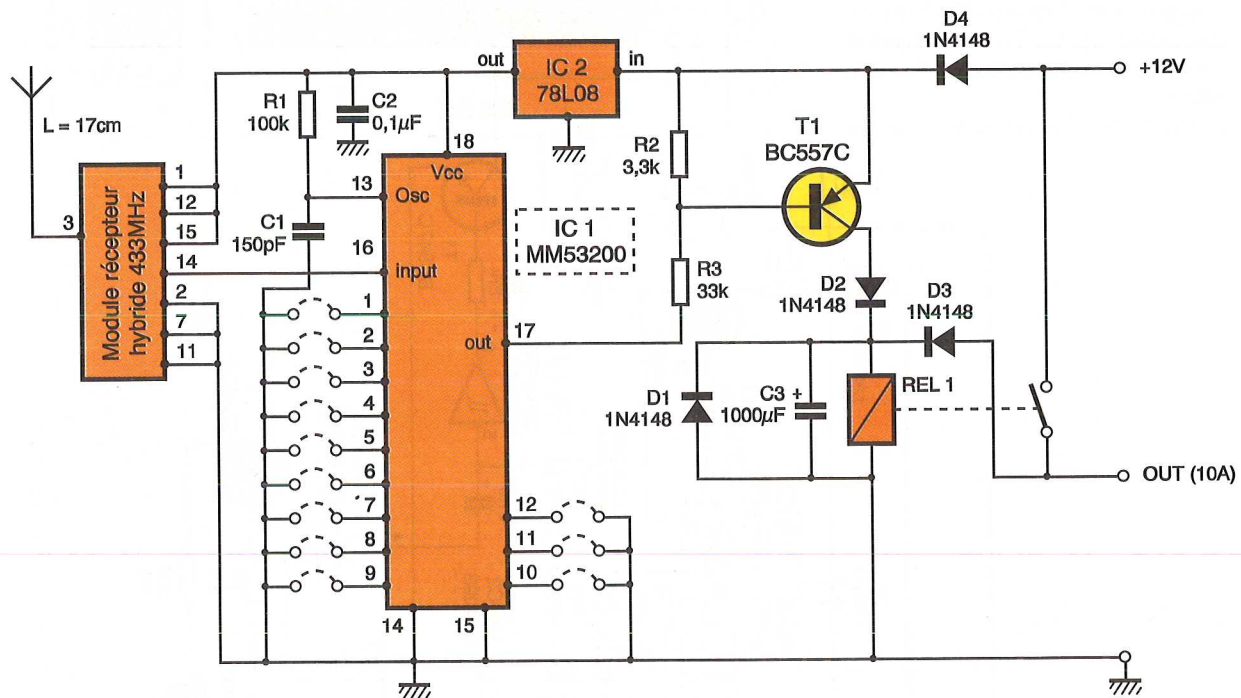 D4
1N4148
+12V
out
IC 2
78L08
in
R1
100k
C2
0,1µF
L = 17cm
T1
BC557C
R2
3,3k
18
Vcc
1
12
15
14
2
7
11
3
Module récepteur
hybride 433MHz
13
Osc
C1
150pF
16
input
IC 1
MM53200
R3
33k
D2
1N4148
D3
1N4148
1
2
3
4
5
6
7
8
9
out
17
D1
1N4148
C3
+
1000µF
REL 1
OUT (10A)
12
11
10
14
15